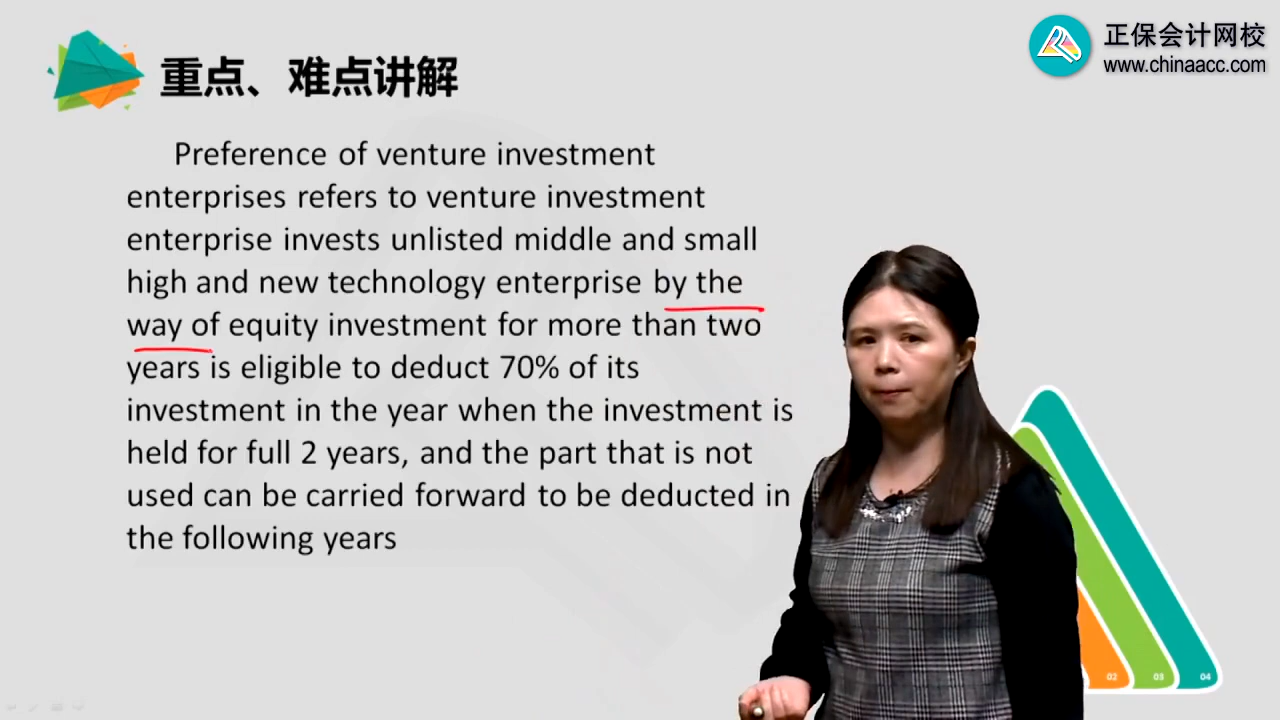 重点、难点讲解
正保会计网校
www.chinaacc.com
Preference of venture investment
enterprises refers to venture investment
enterprise invests unlisted middle and small
high and new technology enterprise by the
way of equity investment for more than two
years is eligible to deduct 70% of its
investment in the year when the investment is
held for full 2 years, and the part that is not
used can be carried forward to be deducted in
the following years
02 03 04